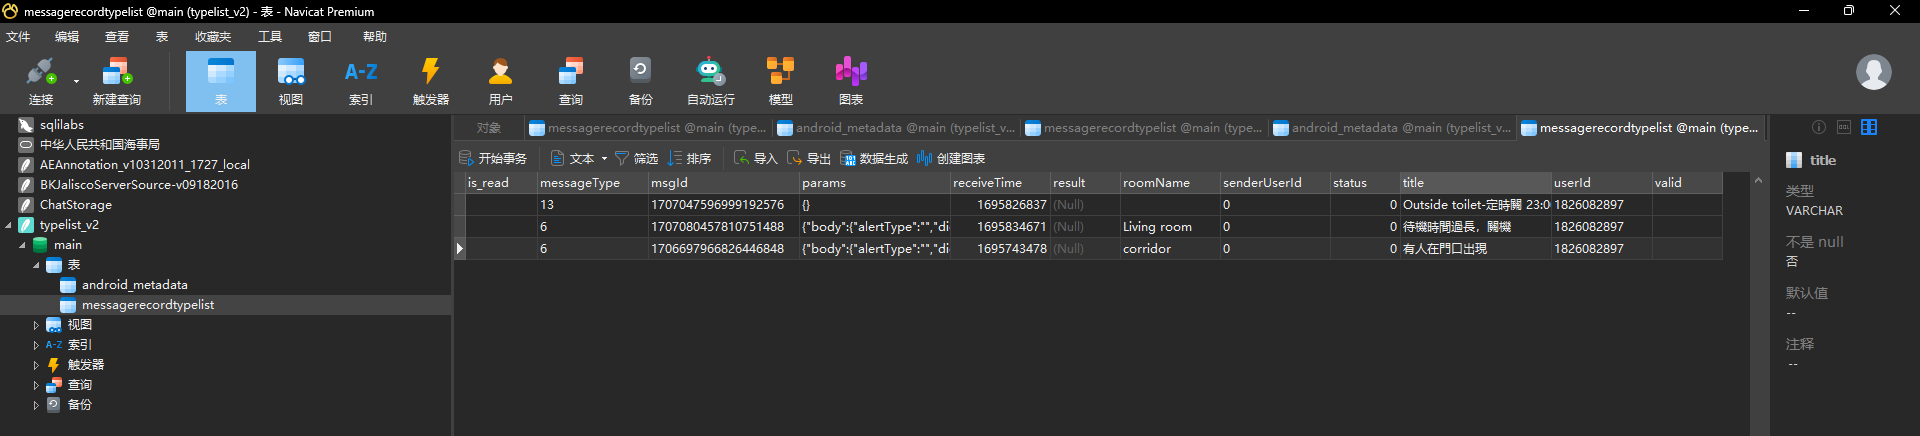 messagerecordtypelist @main (typelist_v2) - 表 - Navicat Premium
文件 编辑 查看 表 收藏夹 工具 窗口 帮助
连接 新建查询 表 视图 A-Z 索引 触发器 用户 查询 备份 自动运行 模型 图表
sqlilabs
中华人民共和国海事局
AEAnnotation_v10312011_1727_local
BKJaliscoServerSource-v09182016
ChatStorage
typelist_v2
main
表
android_metadata
messagerecordtypelist
视图
A-Z 索引
触发器
查询
备份
对象 messagerecordtypelist @main (type... android_metadata @main (typelist_v... messagerecordtypelist @main (type... android_metadata @main (typelist_v... messagerecordtypelist @main (type...
开始事务 文本 筛选 排序 导入 导出 数据生成 创建图表
is_read messageType msgId params receiveTime result roomName senderUserId status title userId valid
13 1707047596999192576 {} 1695826837 (Null) 0 0 Outside toilet-定時關 23:0 1826082897
6 1707080457810751488 {"body":{"alertType":"","di 1695834671 (Null) Living room 0 0 待機時間過長，關機 1826082897
6 1706697966826446848 {"body":{"alertType":"","di 1695743478 (Null) corridor 0 0 有人在門口出現 1826082897
title
类型
VARCHAR
不是 null
否
默认值
--
注释
--